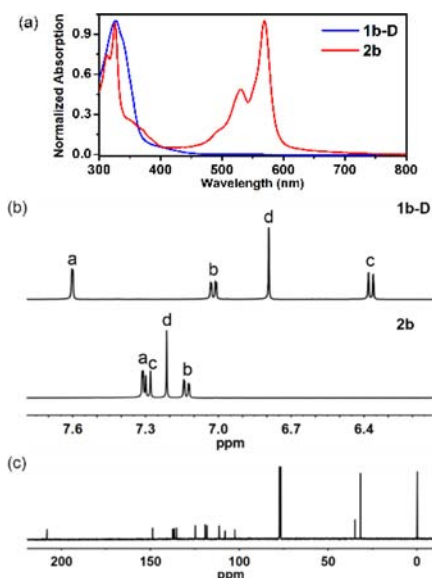 (a)
1b-D
2b
Normalized Absorption
0.9
0.6
0.3
0.0
300 400 500 600 700 800
Wavelength (nm)
(b)
1b-D
a b d c
2b
a c d b
7.6 7.3 7.0 6.7 6.4
ppm
(c)
200 150 100 50 0
ppm